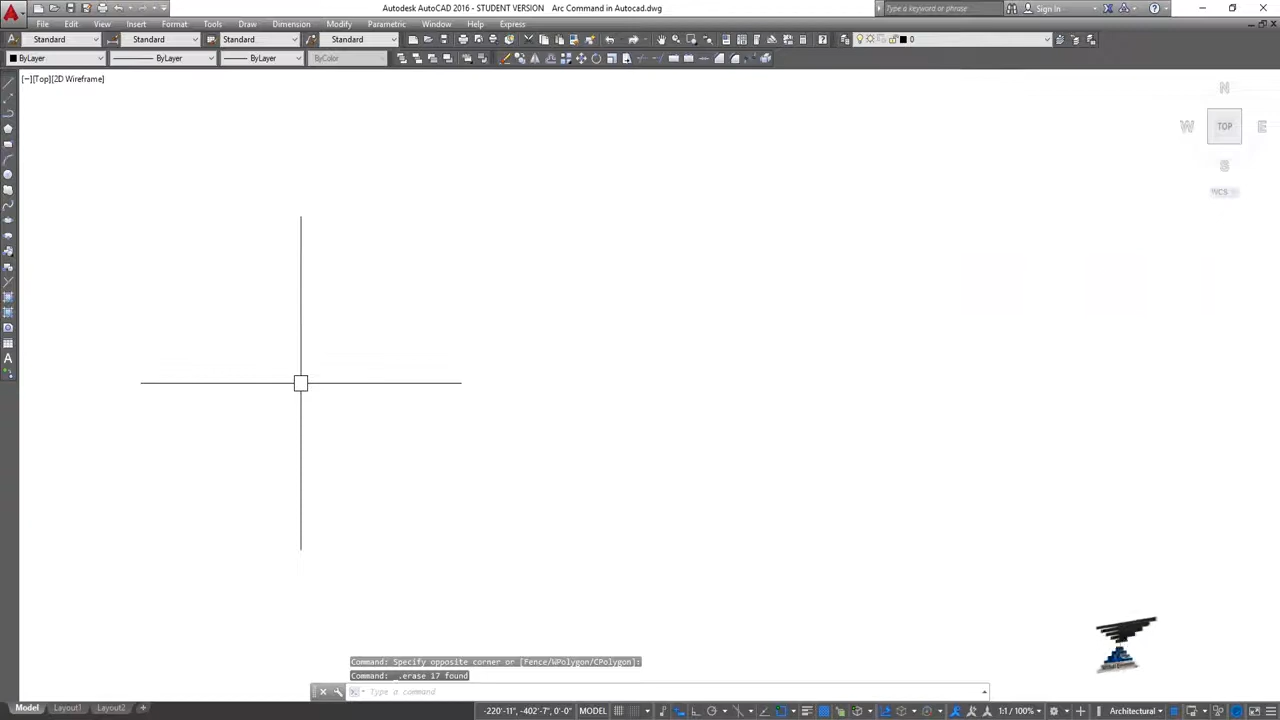 Autodesk AutoCAD 2016 - STUDENT VERSION Arc Command in Autocad.dwg
Type a keyword or phrase
Sign In
File Edit View Insert Format Tools Draw Dimension Modify Parametric Window Help Express
Standard Standard Standard Standard 0
ByLayer ByLayer ByLayer ByColor
[−][Top][2D Wireframe]
N
W TOP E
S
WCS
A
Command: Specify opposite corner or [Fence/WPolygon/CPolygon]:
Command: _.erase 17 found
Type a command
Model Layout1 Layout2 + -220'-11", -402'-7", 0'-0" MODEL 1:1 / 100% Architectural